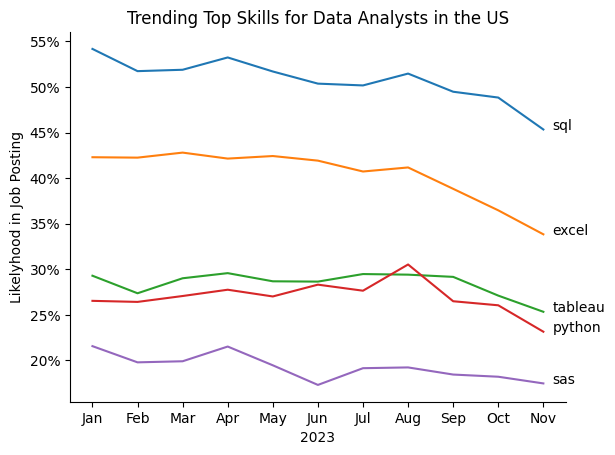 Trending Top Skills for Data Analysts in the US
55%
50%
45%
40%
35%
30%
25%
20%
Likelyhood in Job Posting
sql
excel
tableau
python
sas
Jan Feb Mar Apr May Jun Jul Aug Sep Oct Nov
2023